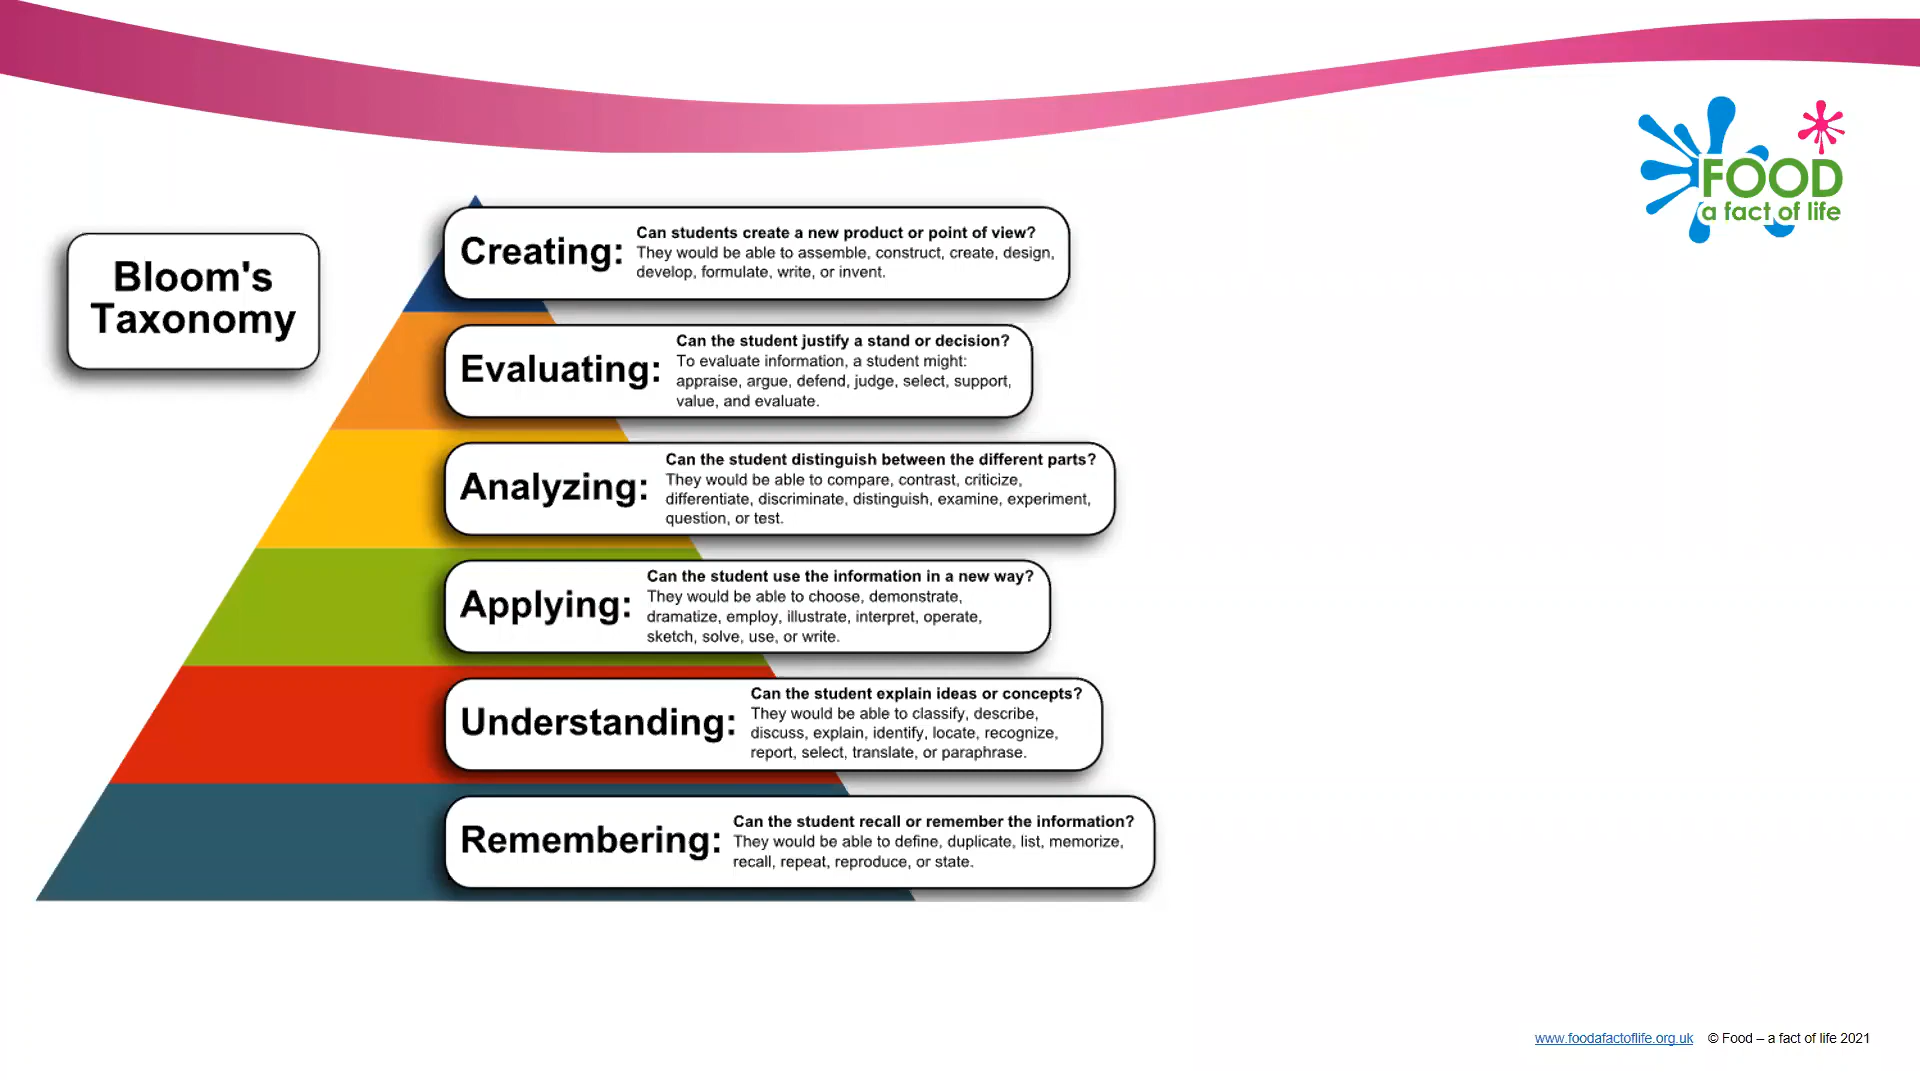 FOOD
a fact of life
Bloom's
Taxonomy
Creating:
Can students create a new product or point of view?
They would be able to assemble, construct, create, design,
develop, formulate, write, or invent.
Evaluating:
Can the student justify a stand or decision?
To evaluate information, a student might:
appraise, argue, defend, judge, select, support,
value, and evaluate.
Analyzing:
Can the student distinguish between the different parts?
They would be able to compare, contrast, criticize,
differentiate, discriminate, distinguish, examine, experiment,
question, or test.
Applying:
Can the student use the information in a new way?
They would be able to choose, demonstrate,
dramatize, employ, illustrate, interpret, operate,
sketch, solve, use, or write.
Understanding:
Can the student explain ideas or concepts?
They would be able to classify, describe,
discuss, explain, identify, locate, recognize,
report, select, translate, or paraphrase.
Remembering:
Can the student recall or remember the information?
They would be able to define, duplicate, list, memorize,
recall, repeat, reproduce, or state.
www.foodafactoflife.org.uk © Food – a fact of life 2021